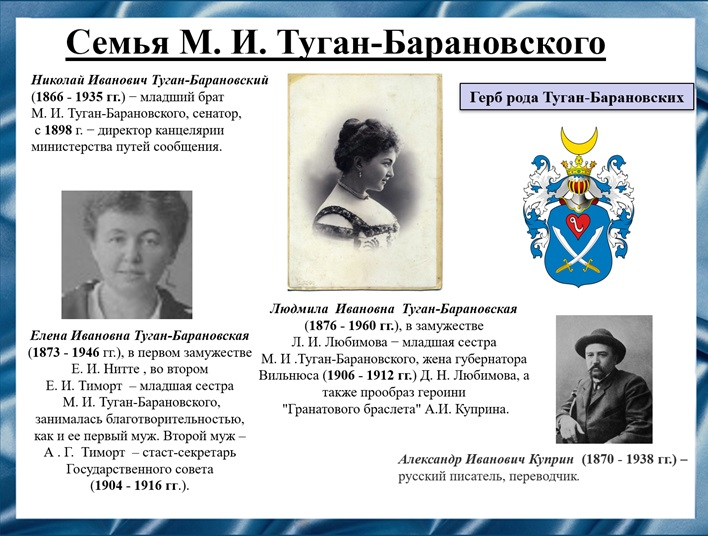 Семья М. И. Туган-Барановского
Николай Иванович Туган-Барановский
(1866 - 1935 гг.) − младший брат
М. И. Туган-Барановского, сенатор,
с 1898 г. − директор канцелярии
министерства путей сообщения.
Герб рода Туган-Барановских
Елена Ивановна Туган-Барановская
(1873 - 1946 гг.), в первом замужестве
Е. И. Нитте , во втором
Е. И. Тиморт – младшая сестра
М. И. Туган-Барановского,
занималась благотворительностью,
как и ее первый муж. Второй муж –
А . Г. Тиморт – стаст-секретарь
Государственного совета
(1904 - 1916 гг.).
Людмила Ивановна Туган-Барановская
(1876 - 1960 гг.), в замужестве
Л. И. Любимова − младшая сестра
М. И .Туган-Барановского, жена губернатора
Вильнюса (1906 - 1912 гг.) Д. Н. Любимова, а
также прообраз героини
"Гранатового браслета" А.И. Куприна.
Александр Иванович Куприн (1870 - 1938 гг.) –
русский писатель, переводчик.